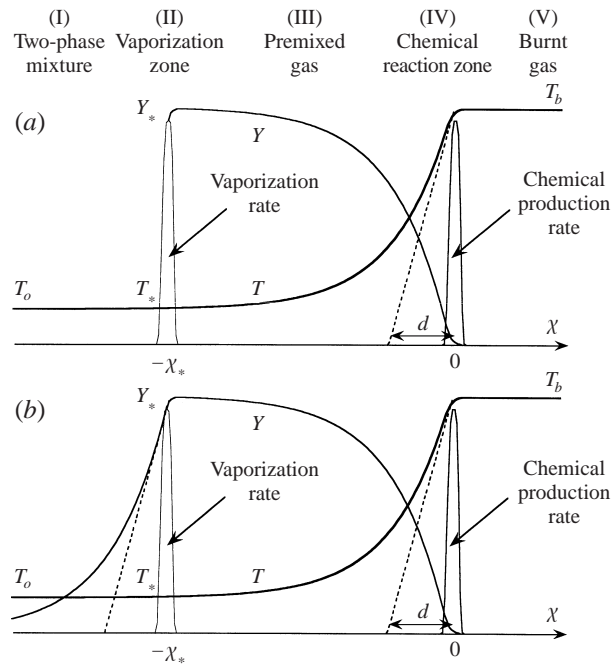 (I) (II) (III) (IV) (V)
Two-phase Vaporization Premixed Chemical Burnt
mixture zone gas reaction zone gas
(a) Y* T_b
Y
Vaporization rate
Chemical production rate
T_o T* T
d χ
−χ* 0
(b) Y* T_b
Y
Vaporization rate
Chemical production rate
T_o T* T
d χ
−χ* 0